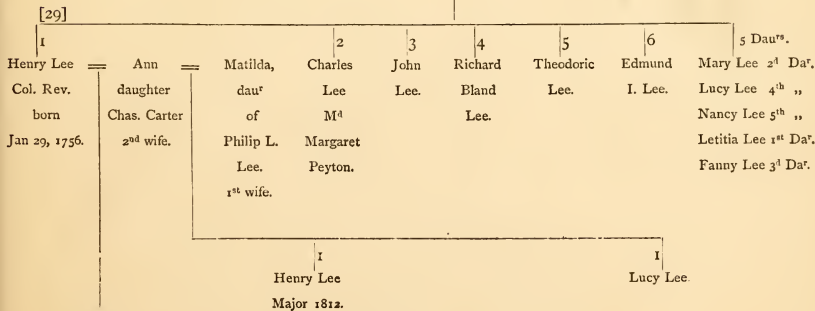 [29]
1 2 3 4 5 6 5 Dauʳˢ.
Henry Lee = Ann = Matilda, Charles John Richard Theodoric Edmund Mary Lee 2ᵈ Daʳ.
Col. Rev. daughter dauʳ Lee Lee. Bland Lee. I. Lee. Lucy Lee 4ᵗʰ „
born Chas. Carter of Mᵈ Lee. Nancy Lee 5ᵗʰ „
Jan 29, 1756. 2ⁿᵈ wife. Philip L. Margaret Letitia Lee 1ˢᵗ Daʳ.
Lee. Peyton. Fanny Lee 3ᵈ Daʳ.
1ˢᵗ wife.
1 1
Henry Lee Lucy Lee.
Major 1812.